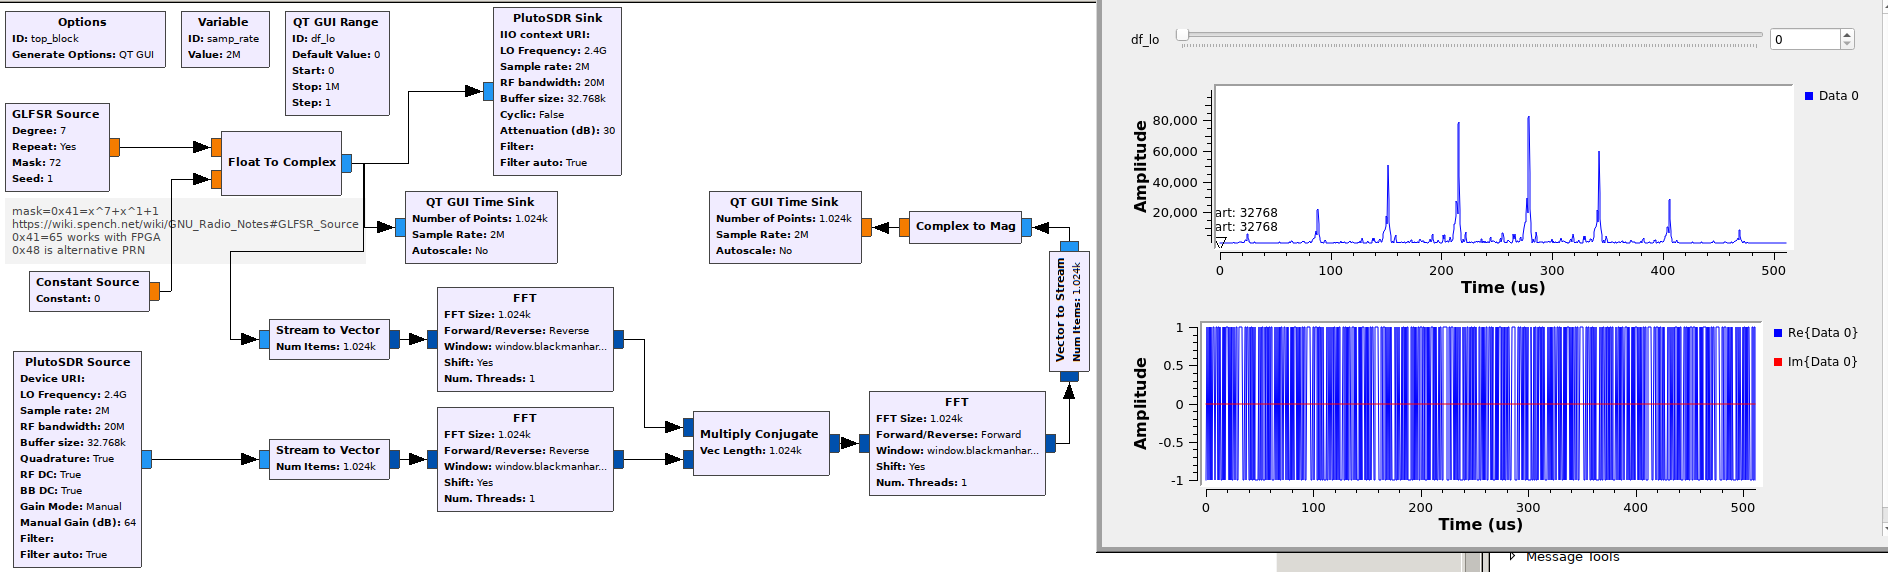 Options
ID: top_block
Generate Options: QT GUI
Variable
ID: samp_rate
Value: 2M
QT GUI Range
ID: df_lo
Default Value: 0
Start: 0
Stop: 1M
Step: 1
PlutoSDR Sink
IIO context URI:
LO Frequency: 2.4G
Sample rate: 2M
RF bandwidth: 20M
Buffer size: 32.768k
Cyclic: False
Attenuation (dB): 30
Filter:
Filter auto: True
GLFSR Source
Degree: 7
Repeat: Yes
Mask: 72
Seed: 1
Float To Complex
mask=0x41=x^7+x^1+1
https://wiki.spench.net/wiki/GNU_Radio_Notes#GLFSR_Source
0x41=65 works with FPGA
0x48 is alternative PRN
QT GUI Time Sink
Number of Points: 1.024k
Sample Rate: 2M
Autoscale: No
QT GUI Time Sink
Number of Points: 1.024k
Sample Rate: 2M
Autoscale: No
Complex to Mag
Vector to Stream
Num Items: 1.024k
Constant Source
Constant: 0
Stream to Vector
Num Items: 1.024k
FFT
FFT Size: 1.024k
Forward/Reverse: Reverse
Window: window.blackmanhar...
Shift: Yes
Num. Threads: 1
PlutoSDR Source
Device URI:
LO Frequency: 2.4G
Sample rate: 2M
RF bandwidth: 20M
Buffer size: 32.768k
Quadrature: True
RF DC: True
BB DC: True
Gain Mode: Manual
Manual Gain (dB): 64
Filter:
Filter auto: True
Stream to Vector
Num Items: 1.024k
FFT
FFT Size: 1.024k
Forward/Reverse: Reverse
Window: window.blackmanhar...
Shift: Yes
Num. Threads: 1
Multiply Conjugate
Vec Length: 1.024k
FFT
FFT Size: 1.024k
Forward/Reverse: Forward
Window: window.blackmanhar...
Shift: Yes
Num. Threads: 1
df_lo
0
Data 0
Amplitude
80,000
60,000
40,000
20,000
art: 32768
art: 32768
0 100 200 300 400 500
Time (us)
Re{Data 0}
Im{Data 0}
Amplitude
1
0.5
0
-0.5
-1
0 100 200 300 400 500
Time (us)
Message Tools